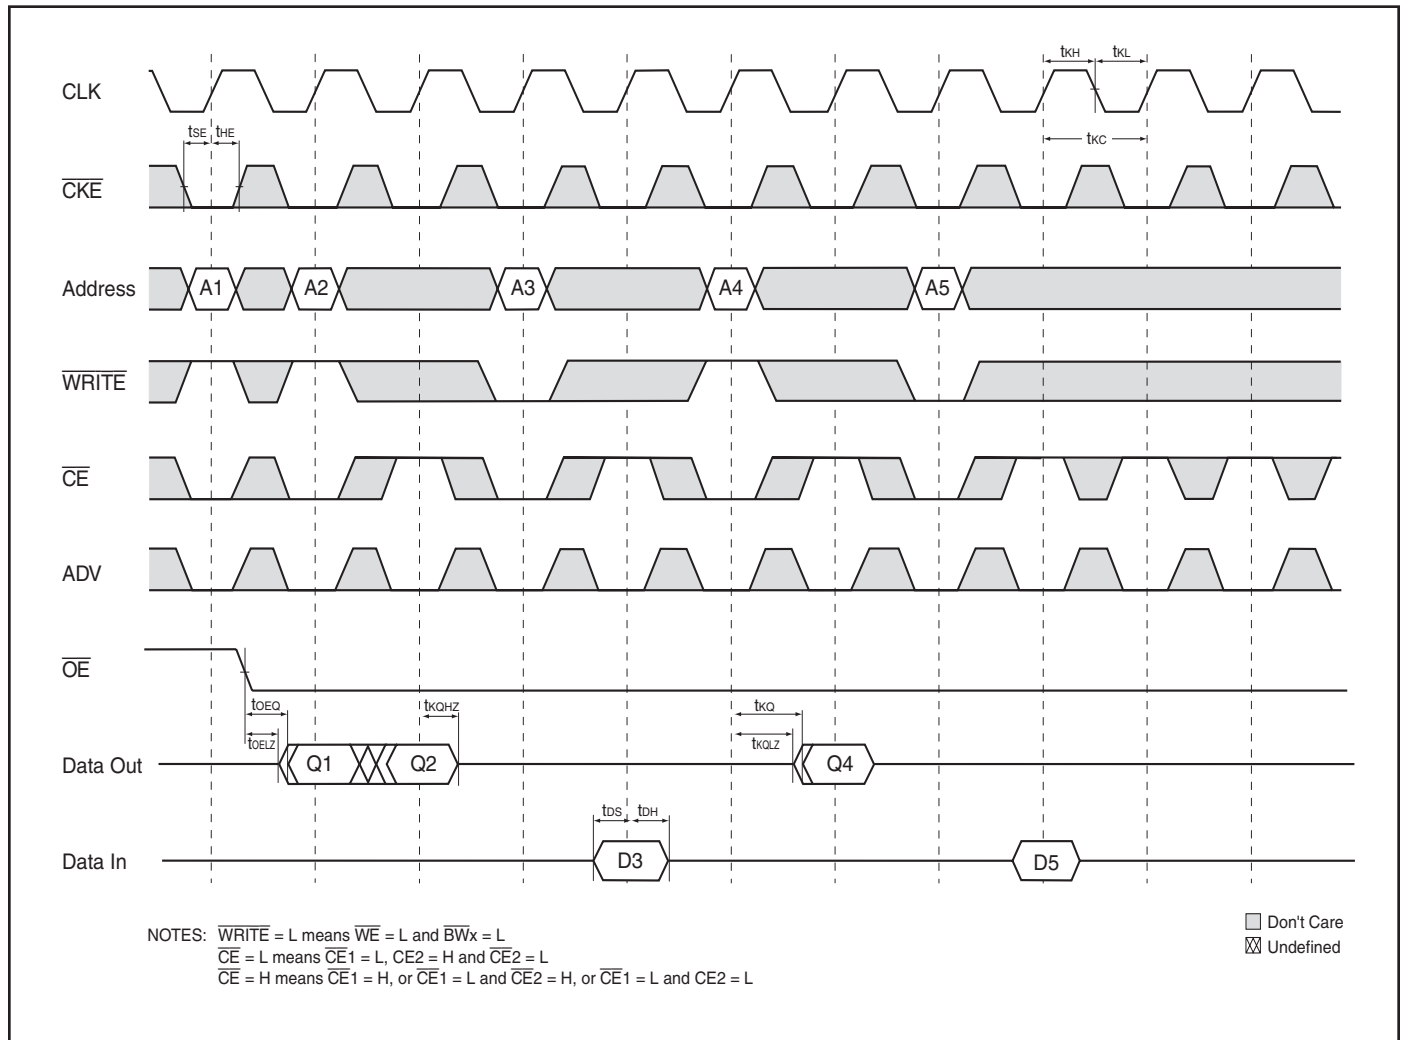 tKH tKL
CLK
tSE tHE
tKC
CKE
Address A1 A2 A3 A4 A5
WRITE
CE
ADV
OE
tOEQ tKQHZ tKQ
tOELZ tKQLZ
Data Out Q1 Q2 Q4
tDS tDH
Data In D3 D5
NOTES: WRITE = L means WE = L and BWx = L
CE = L means CE1 = L, CE2 = H and CE2 = L
CE = H means CE1 = H, or CE1 = L and CE2 = H, or CE1 = L and CE2 = L
Don't Care
Undefined